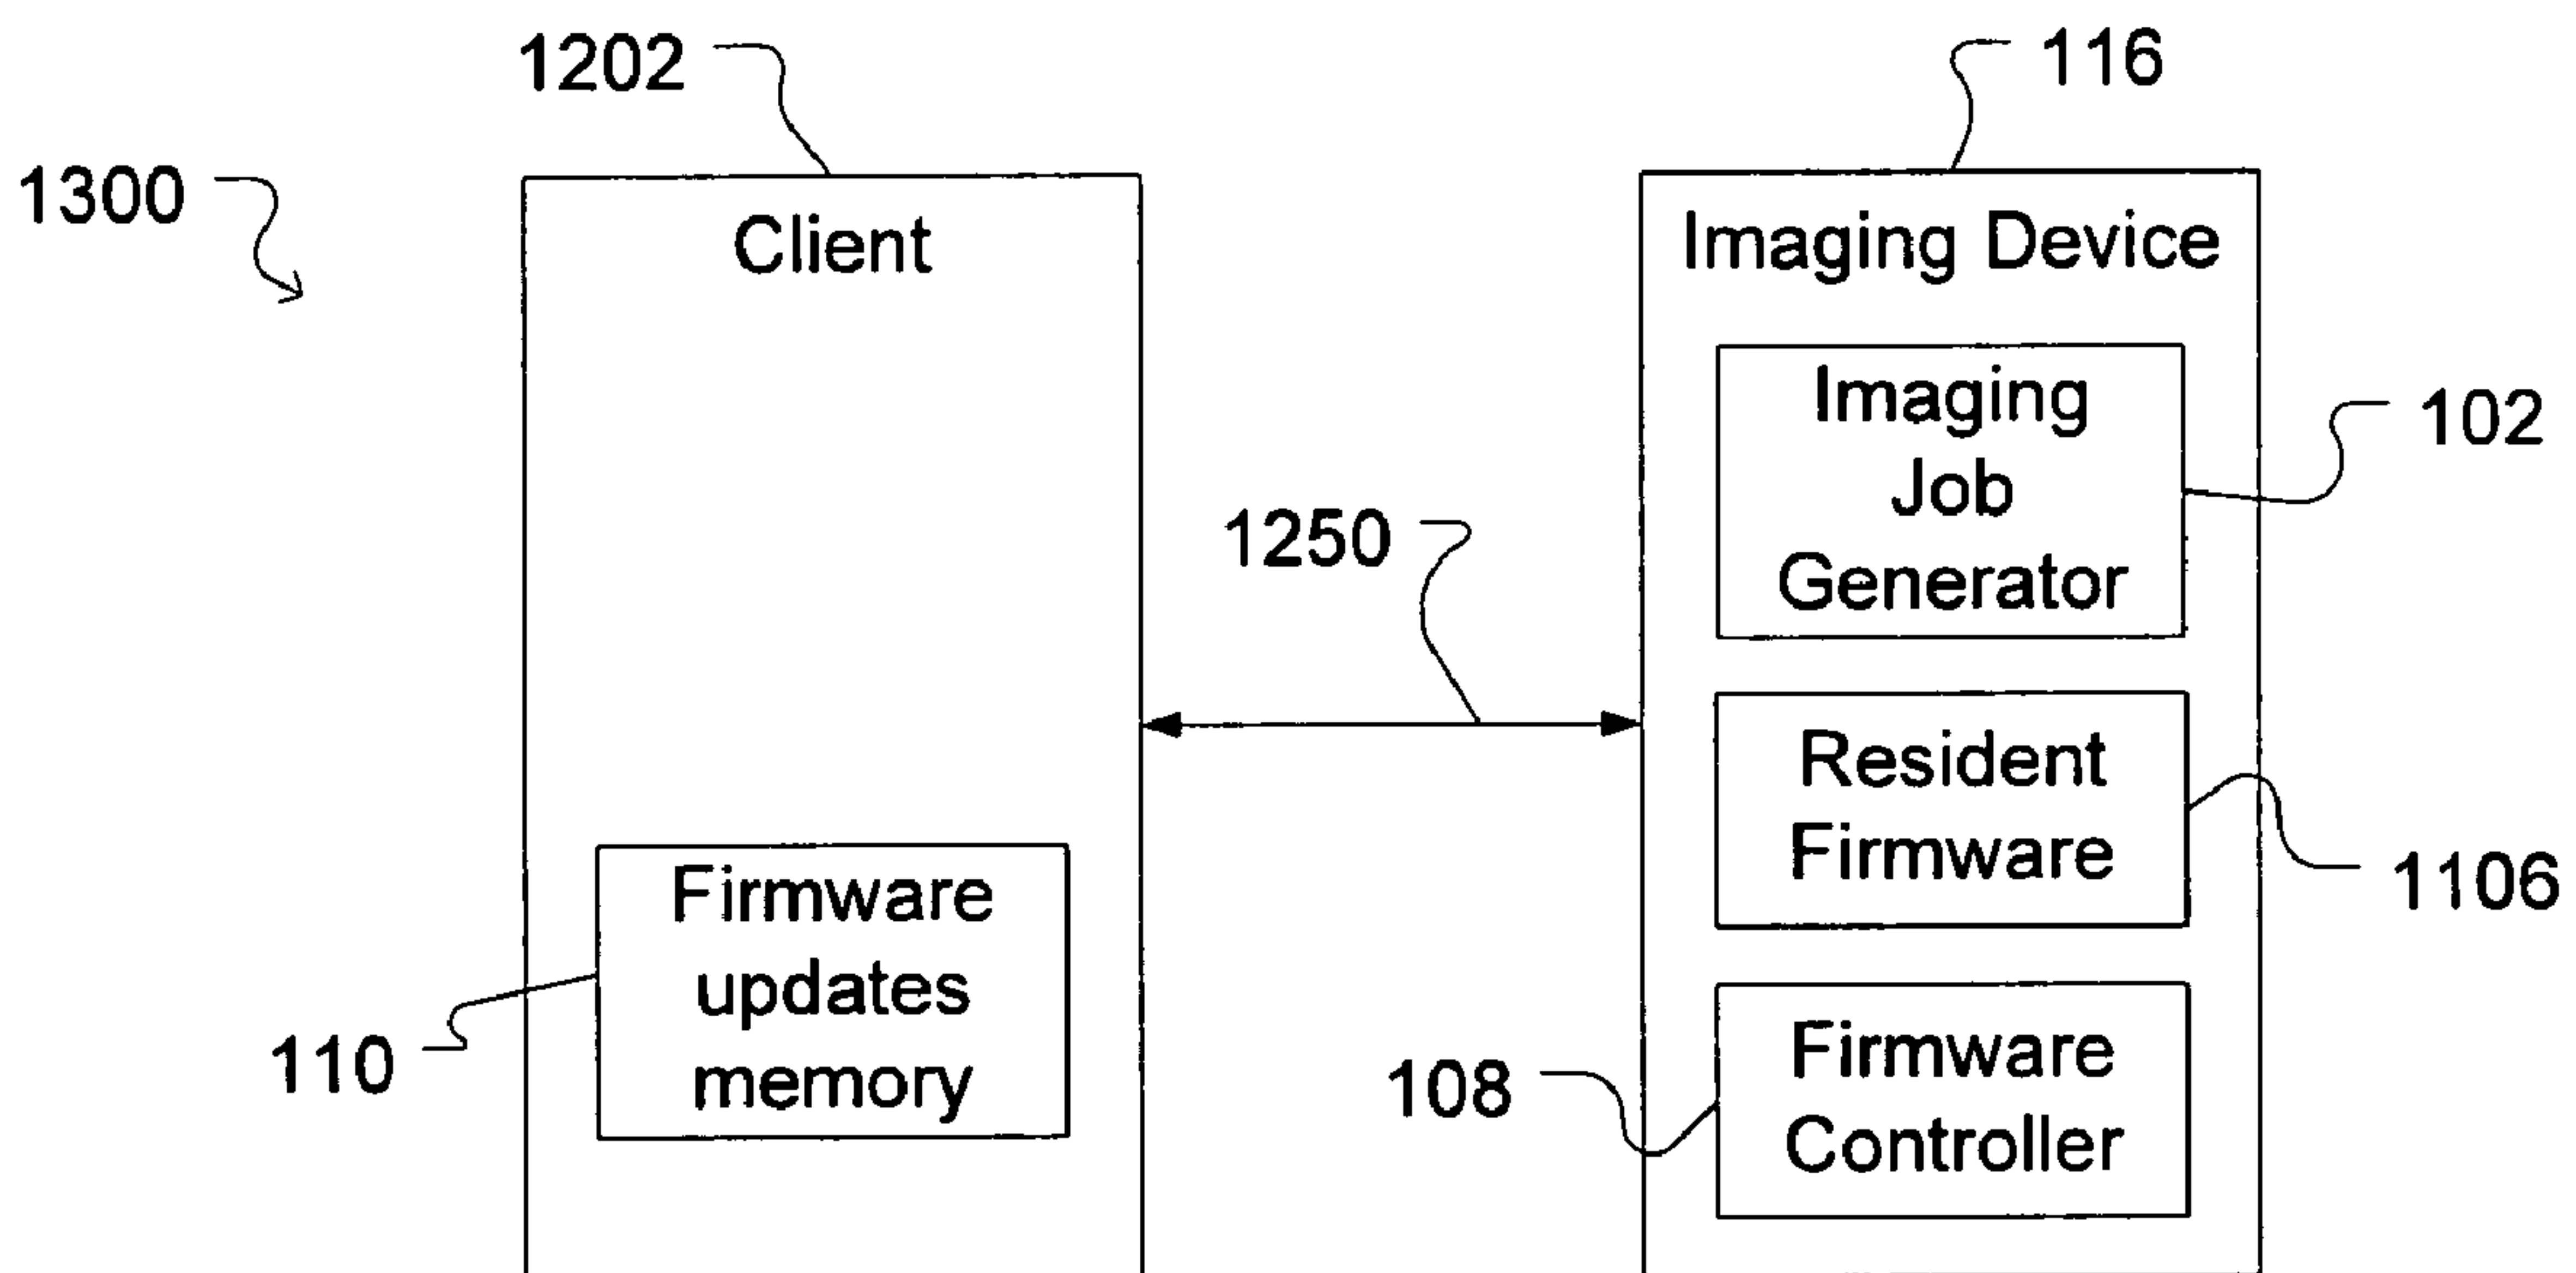 1202
116
1300
Client
Imaging Device
Imaging
Job
Generator
102
1250
Resident
Firmware
1106
Firmware
updates
memory
110
Firmware
Controller
108